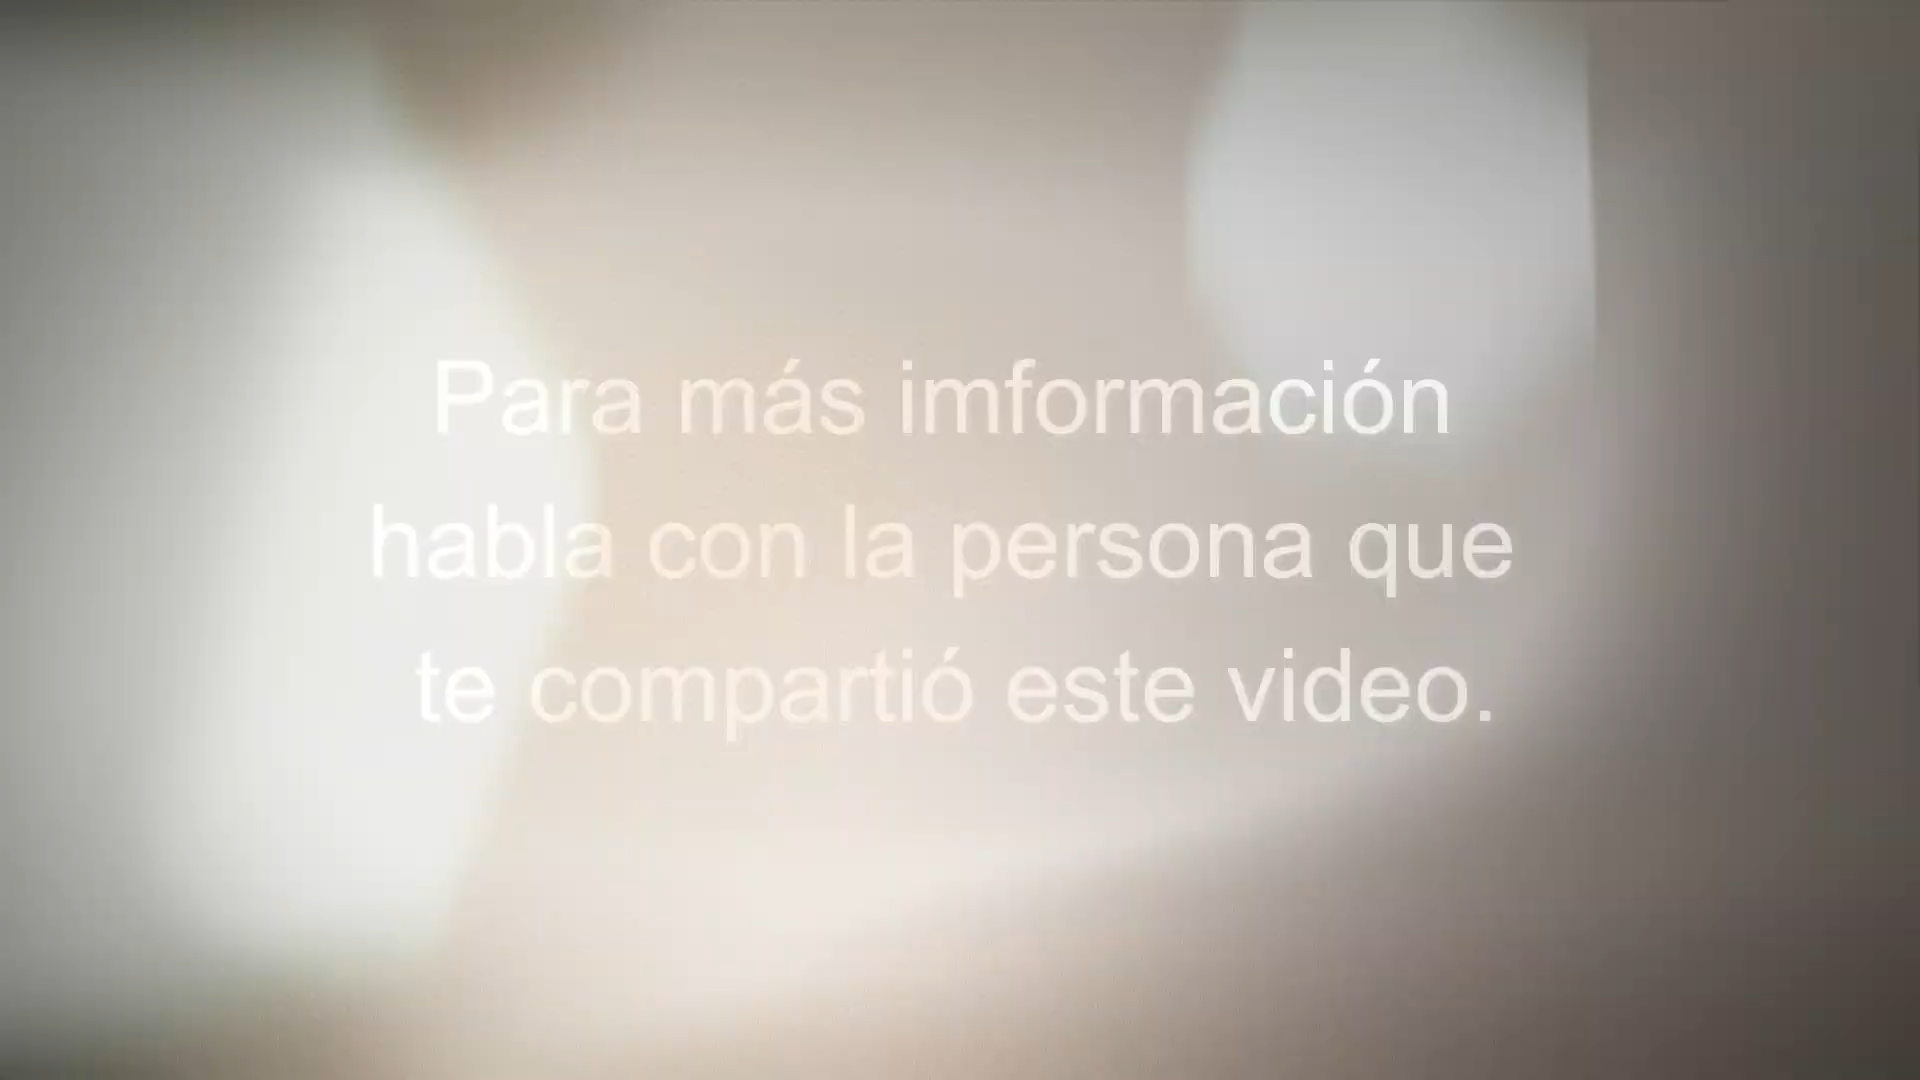 Para más imformación
habla con la persona que
te compartió este video.